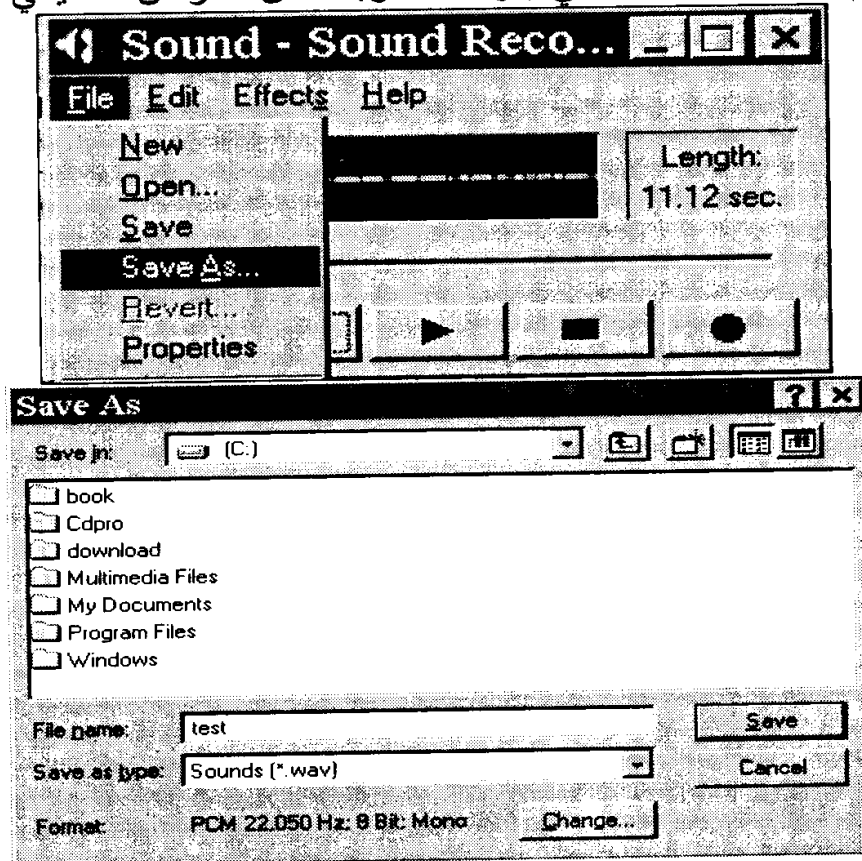 Sound - Sound Reco...
File Edit Effects Help
New
Open...
Save
Save As...
Revert...
Properties
Length:
11.12 sec.
Save As
Save in: (C:)
book
Cdpro
download
Multimedia Files
My Documents
Program Files
Windows
File name: test
Save
Save as type: Sounds (*.wav)
Cancel
Format: PCM 22.050 Hz; 8 Bit; Mono
Change...